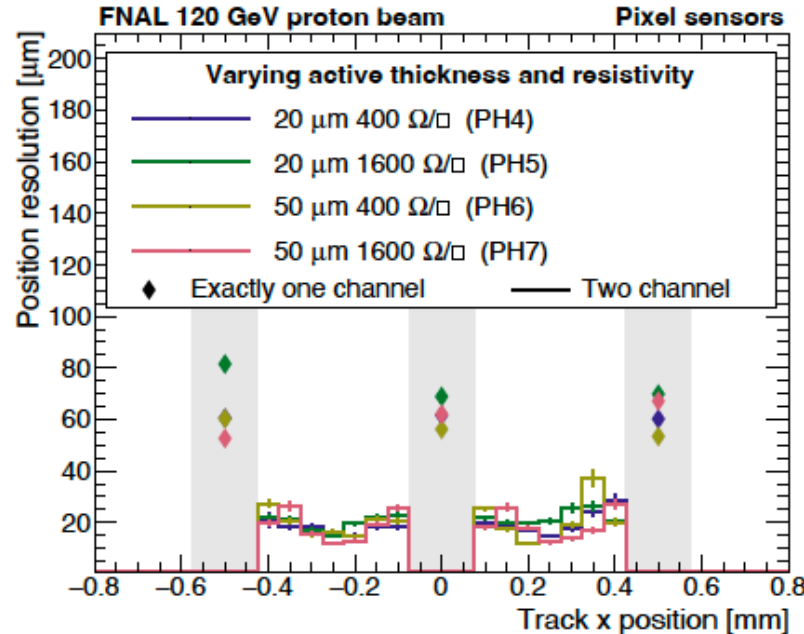 FNAL 120 GeV proton beam Pixel sensors
Position resolution [μm]
Varying active thickness and resistivity
20 μm 400 Ω/□ (PH4)
20 μm 1600 Ω/□ (PH5)
50 μm 400 Ω/□ (PH6)
50 μm 1600 Ω/□ (PH7)
Exactly one channel Two channel
200
180
160
140
120
100
80
60
40
20
−0.8 −0.6 −0.4 −0.2 0 0.2 0.4 0.6 0.8
Track x position [mm]